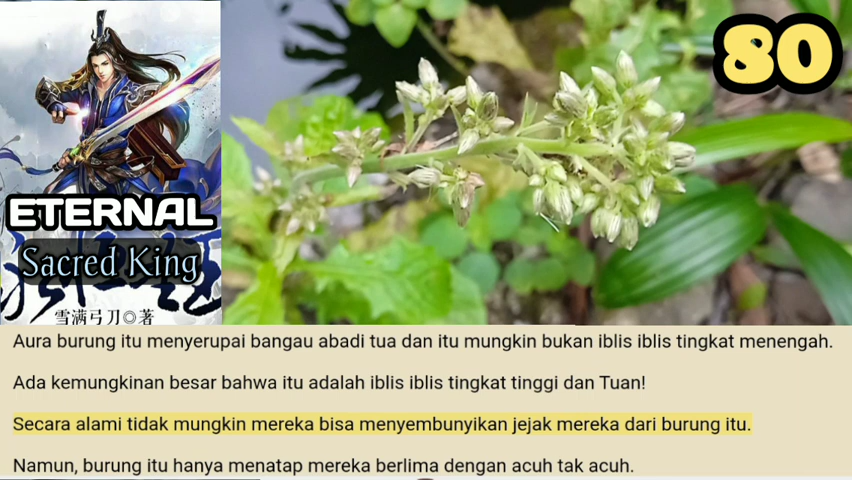 80
ETERNAL
Sacred King
雪满弓刀◎著
Aura burung itu menyerupai bangau abadi tua dan itu mungkin bukan iblis iblis tingkat menengah.
Ada kemungkinan besar bahwa itu adalah iblis iblis tingkat tinggi dan Tuan!
Secara alami tidak mungkin mereka bisa menyembunyikan jejak mereka dari burung itu.
Namun, burung itu hanya menatap mereka berlima dengan acuh tak acuh.